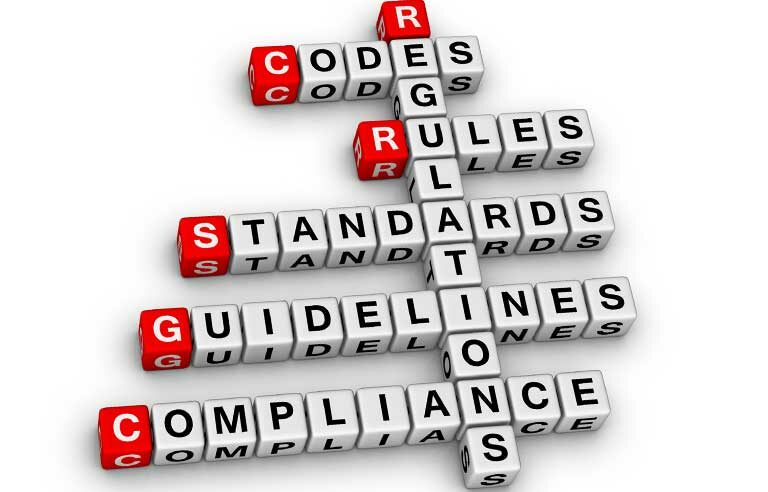 REGULATIONS
CODES
RULES
STANDARDS
GUIDELINES
COMPLIANCE